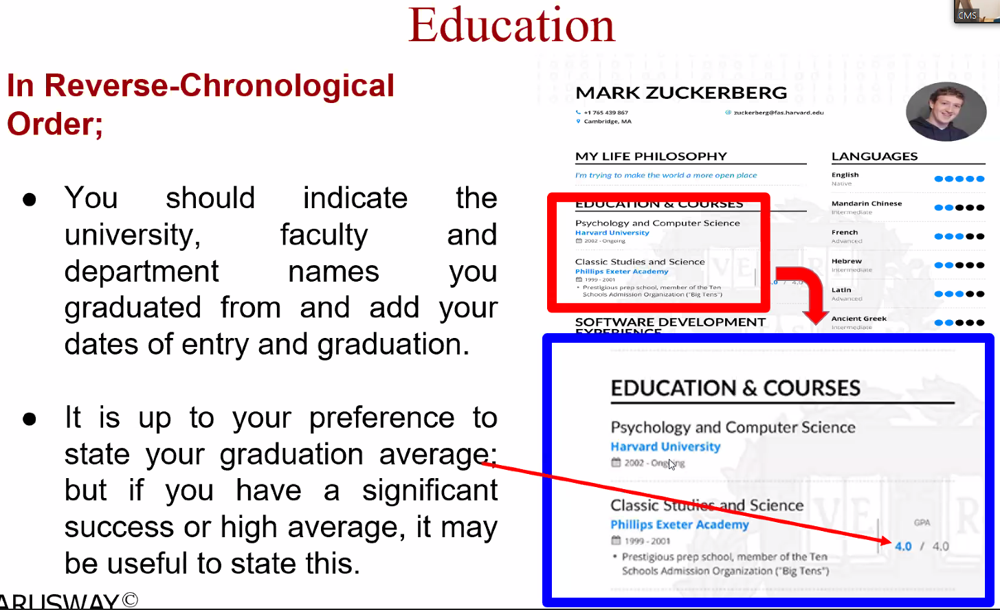 Education
CMS
In Reverse-Chronological
Order;
● You should indicate the
university, faculty and
department names you
graduated from and add your
dates of entry and graduation.
● It is up to your preference to
state your graduation average;
but if you have a significant
success or high average, it may
be useful to state this.
ARUSWAY©
MARK ZUCKERBERG
+1 765 439 867
zuckerberg@fas.harvard.edu
Cambridge, MA
MY LIFE PHILOSOPHY
I'm trying to make the world a more open place
EDUCATION & COURSES
Psychology and Computer Science
Harvard University
2002 - Ongoing
Classic Studies and Science
Phillips Exeter Academy
1999 - 2001
• Prestigious prep school, member of the Ten
Schools Admission Organization ("Big Tens")
.0 / 4.0
SOFTWARE DEVELOPMENT
EXPERIENCE
LANGUAGES
English
Native
Mandarin Chinese
Intermediate
French
Advanced
Hebrew
Intermediate
Latin
Advanced
Ancient Greek
Intermediate
EDUCATION & COURSES
Psychology and Computer Science
Harvard University
2002 - Ongoing
Classic Studies and Science
Phillips Exeter Academy
1999 - 2001
• Prestigious prep school, member of the Ten
Schools Admission Organization ("Big Tens")
GPA
4.0 / 4.0
VE R